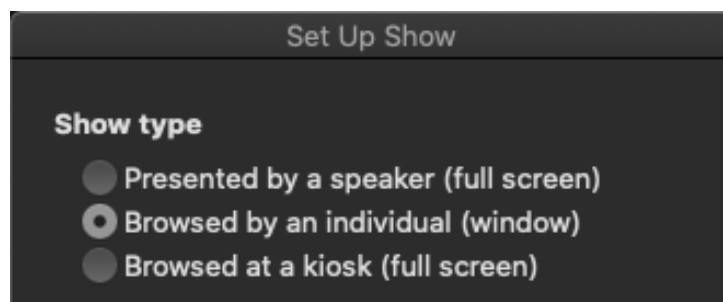 Set Up Show
Show type
Presented by a speaker (full screen)
Browsed by an individual (window)
Browsed at a kiosk (full screen)